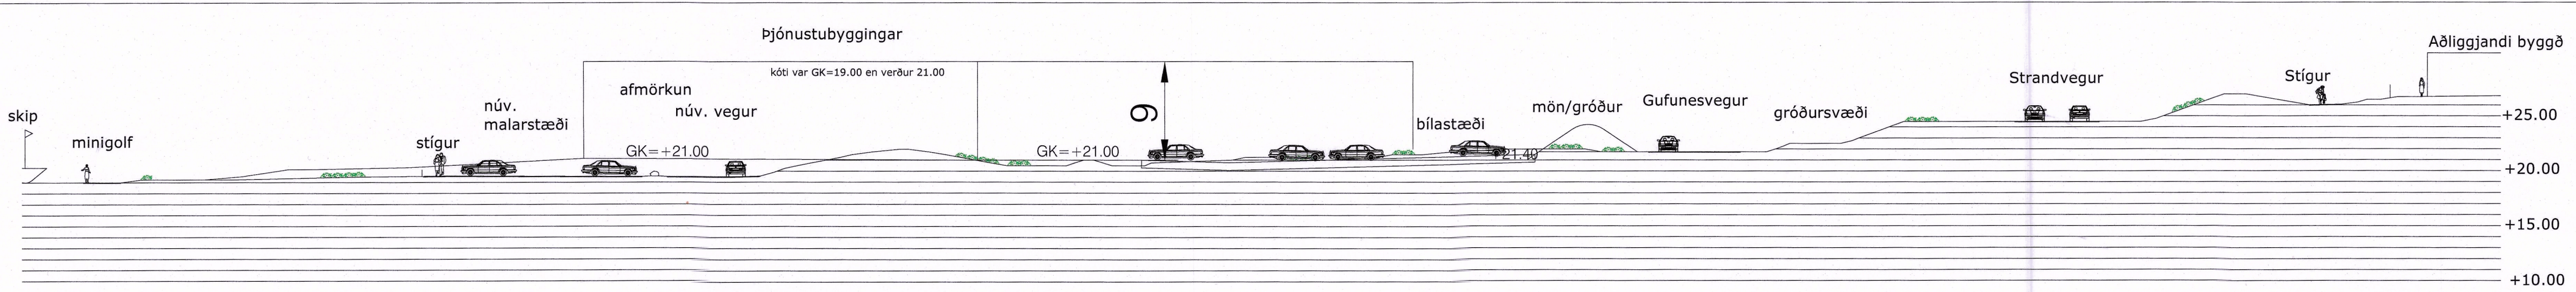 Þjónustubyggingar
Aðliggjandi byggð
kóti var GK=19.00 en verður 21.00
Strandvegur
Stígur
afmörkun
núv. vegur
núv.
malarstæði
mön/gróður
Gufunesvegur
gróðursvæði
skip
9
bílastæði
+25.00
minigolf
stígur
GK=+21.00
GK=+21.00
21.40
+20.00
+15.00
+10.00